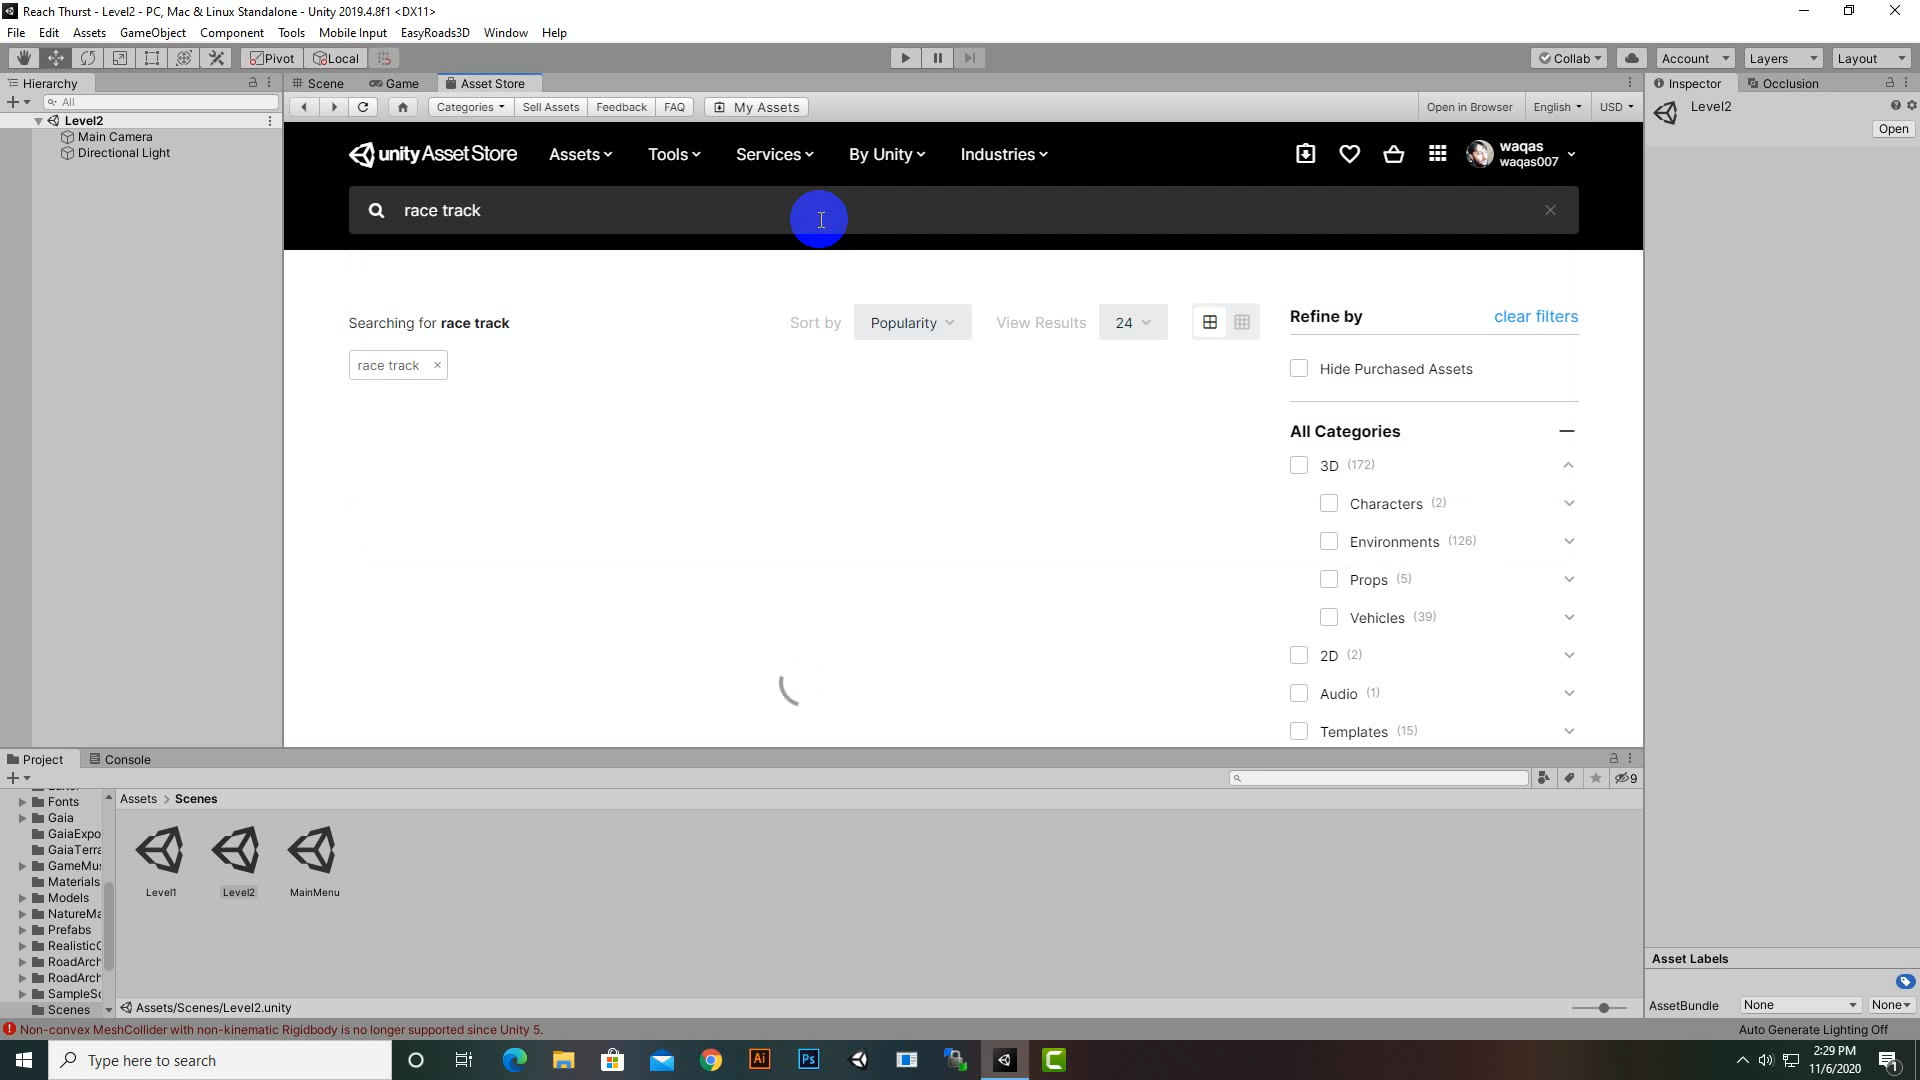 Reach Thurst - Level2 - PC, Mac & Linux Standalone - Unity 2019.4.8f1 <DX11>
File Edit Assets GameObject Component Tools Mobile Input EasyRoads3D Window Help
Pivot Local Collab Account Layers Layout
Hierarchy Scene Game Asset Store Inspector Occlusion
All Categories Sell Assets Feedback FAQ My Assets Open in Browser English USD
Level2
Open
Level2
Main Camera
Directional Light
unity Asset Store Assets Tools Services By Unity Industries
waqas
waqas007
race track
Searching for race track
Sort by Popularity View Results 24
race track ×
Refine by clear filters
Hide Purchased Assets
All Categories
3D (172)
Characters (2)
Environments (126)
Props (5)
Vehicles (39)
2D (2)
Audio (1)
Templates (15)
Project Console
9
Assets > Scenes
Fonts
Gaia
GaiaExpo
GaiaTerra
GameMus
Materials
Models
NatureMa
Prefabs
RealisticC
RoadArch
RoadArch
SampleSc
Scenes
Level1 Level2 MainMenu
Assets/Scenes/Level2.unity
Asset Labels
AssetBundle None None
Non-convex MeshCollider with non-kinematic Rigidbody is no longer supported since Unity 5.
Auto Generate Lighting Off
Type here to search
Ai Ps
2:29 PM
11/6/2020
1